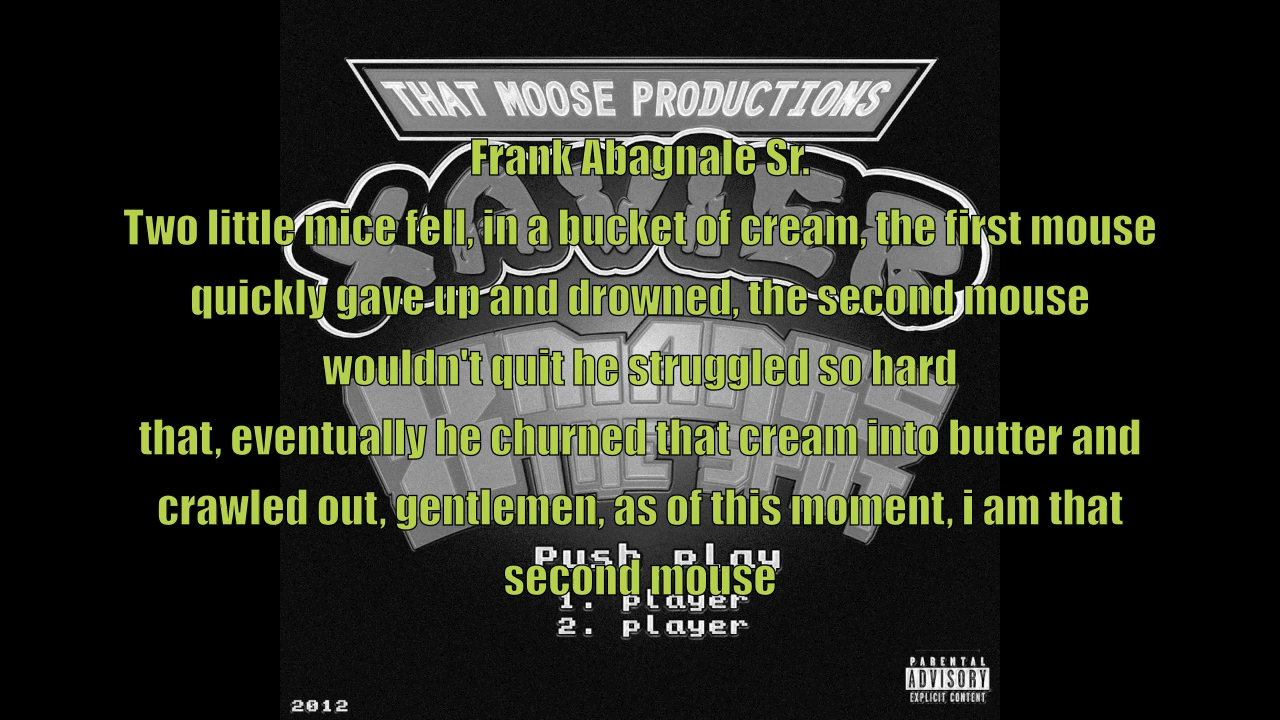 THAT MOOSE PRODUCTIONS
Frank Abagnale Sr.
XAVIER
Two little mice fell, in a bucket of cream, the first mouse
quickly gave up and drowned, the second mouse
wouldn't quit he struggled so hard
that, eventually he churned that cream into butter and
crawled out, gentlemen, as of this moment, i am that
Push play
second mouse
1. player
2. player
PARENTAL
ADVISORY
EXPLICIT CONTENT
2012